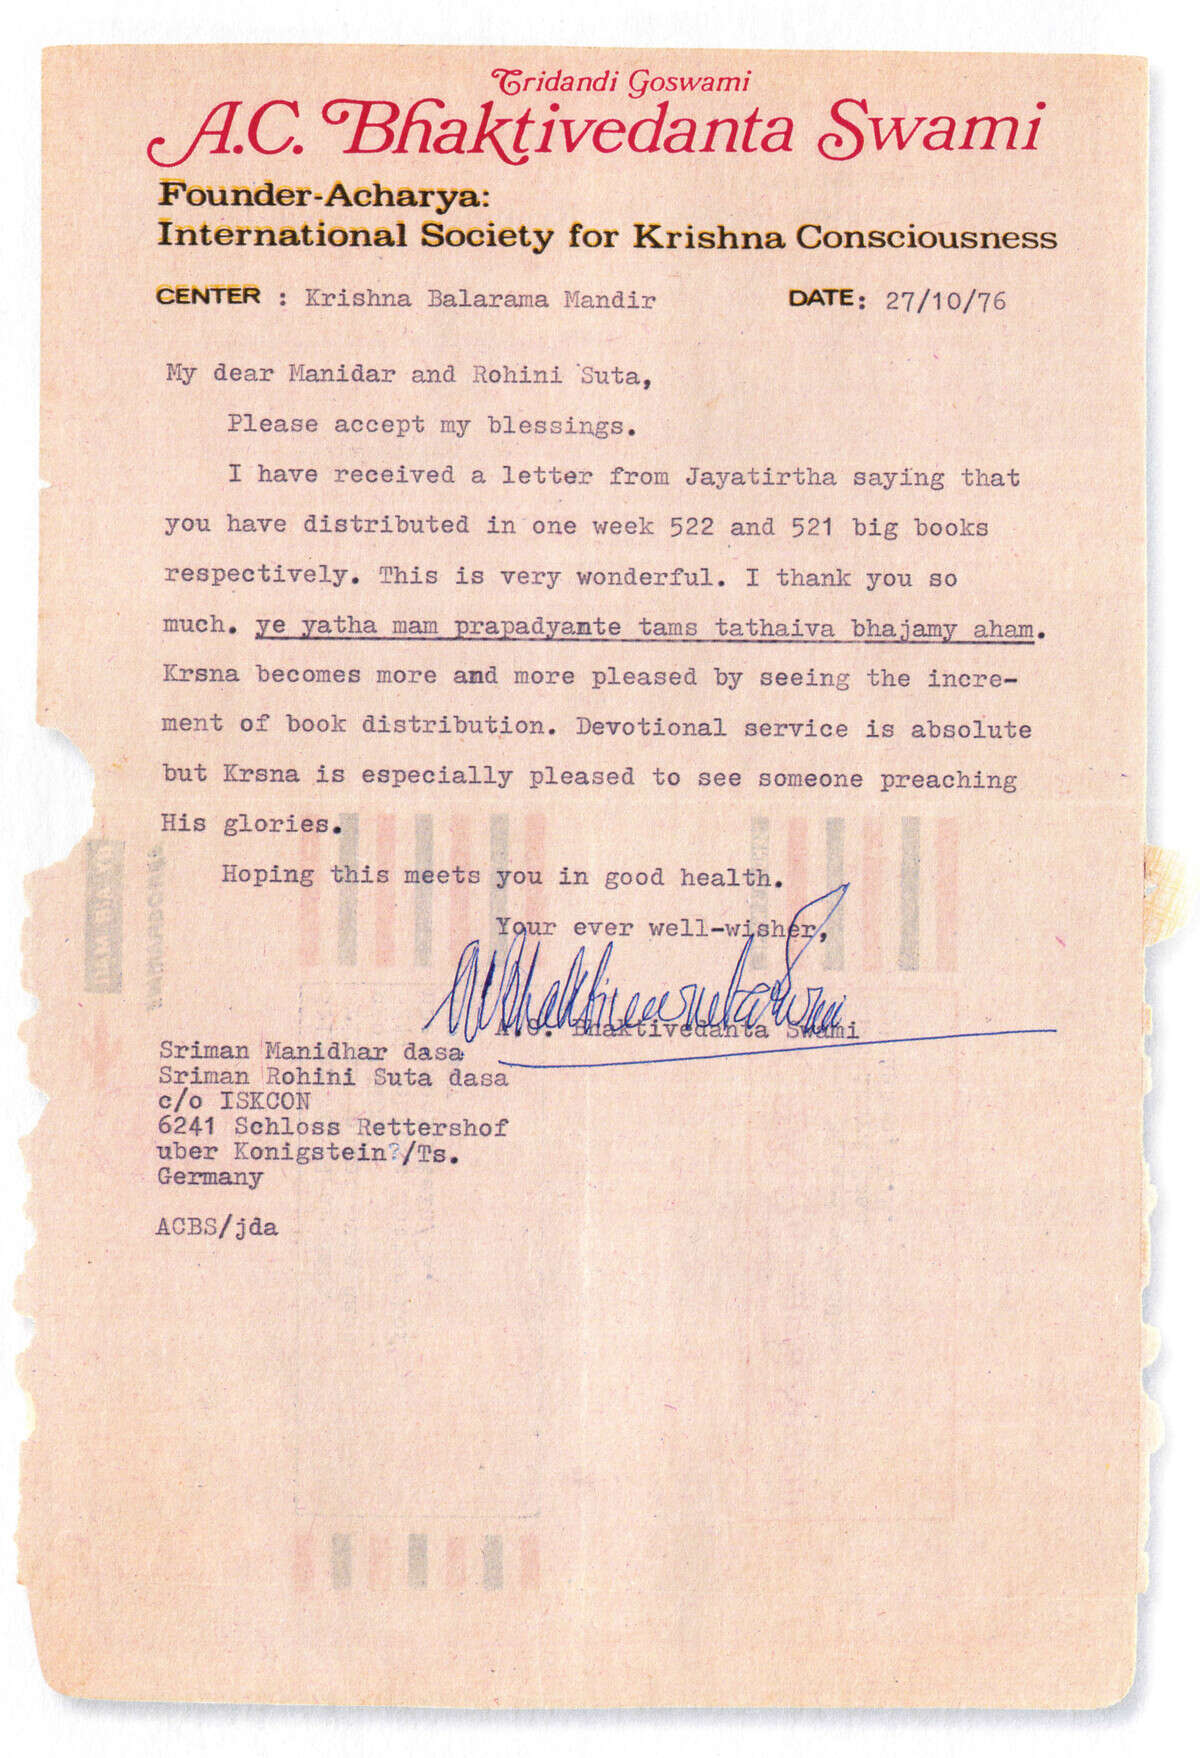 Tridandi Goswami
A.C. Bhaktivedanta Swami
Founder-Acharya:
International Society for Krishna Consciousness
CENTER : Krishna Balarama Mandir DATE: 27/10/76
My dear Manidar and Rohini Suta,
Please accept my blessings.
I have received a letter from Jayatirtha saying that
you have distributed in one week 522 and 521 big books
respectively. This is very wonderful. I thank you so
much. ye yatha mam prapadyante tams tathaiva bhajamy aham.
Krsna becomes more and more pleased by seeing the incre-
ment of book distribution. Devotional service is absolute
but Krsna is especially pleased to see someone preaching
His glories.
Hoping this meets you in good health.
Your ever well-wisher,
A.C. Bhaktivedanta Swami
Sriman Manidhar dasa
Sriman Rohini Suta dasa
c/o ISKCON
6241 Schloss Rettershof
uber Konigstein?/Ts.
Germany
ACBS/jda